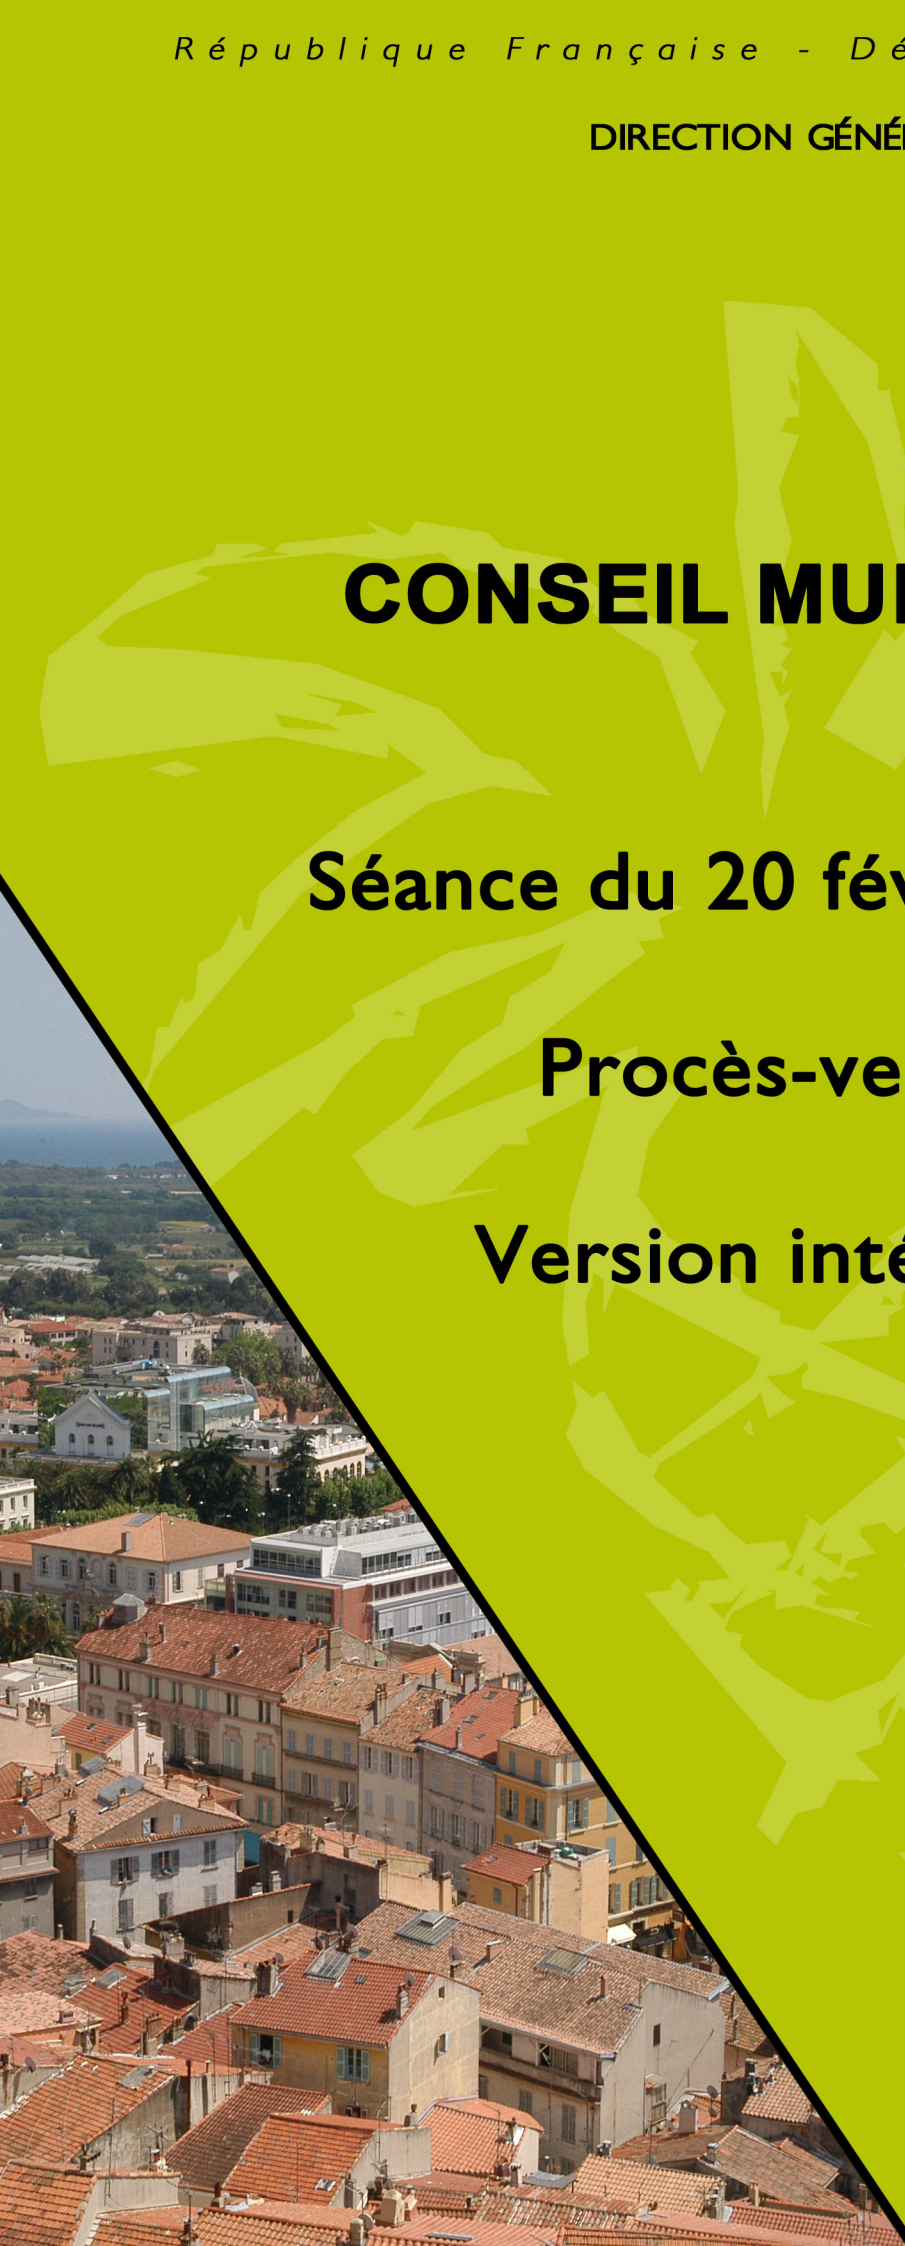 République Française - Dé
DIRECTION GÉNÉ
CONSEIL MU
Séance du 20 fév
Procès-ve
Version inté